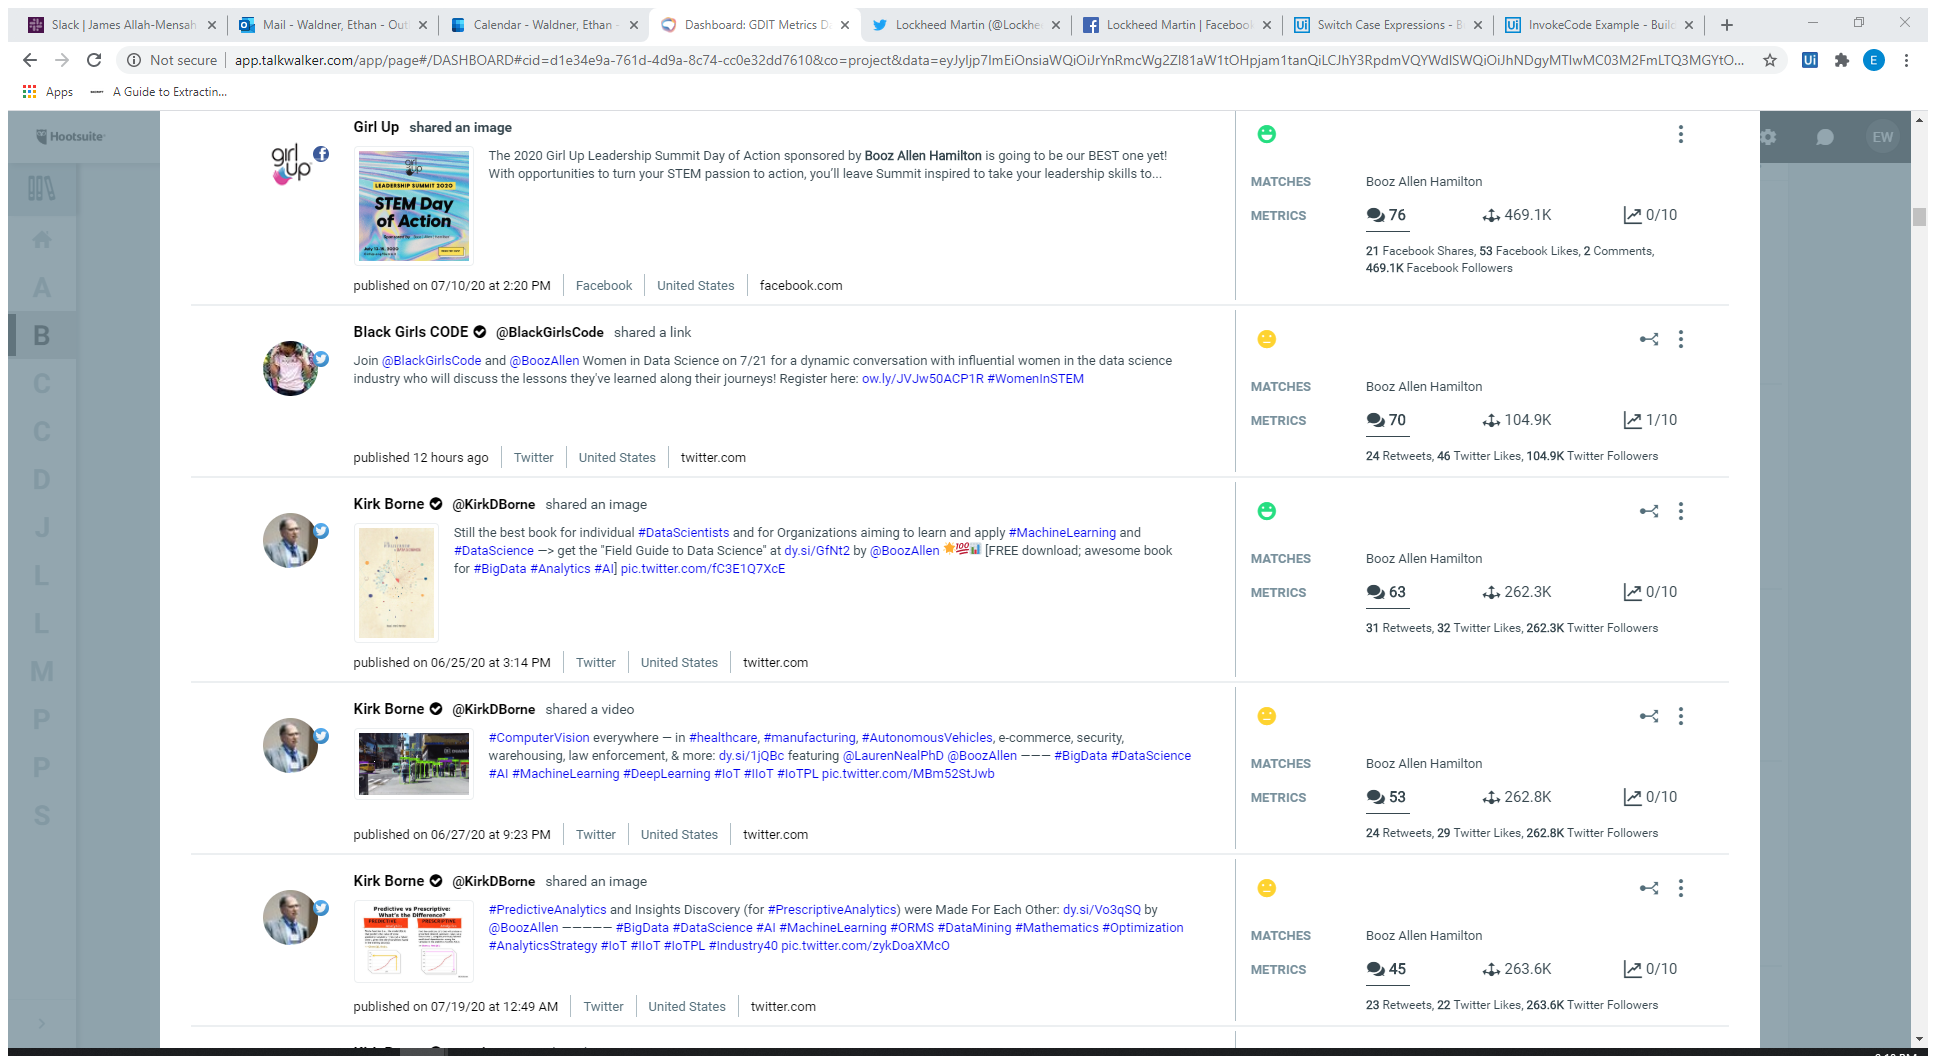 Slack | James Allah-Mensah
Mail - Waldner, Ethan - Out
Calendar - Waldner, Ethan -
Dashboard: GDIT Metrics D
Lockheed Martin (@Lockhe
Lockheed Martin | Facebook
Switch Case Expressions - B
InvokeCode Example - Build
Not secure
Apps
A Guide to Extractin...
Hootsuite
EW
A
B
C
C
D
J
L
L
M
P
P
S
Girl Up shared an image
girl up
LEADERSHIP SUMMIT 2020
STEM Day
of Action
The 2020 Girl Up Leadership Summit Day of Action sponsored by Booz Allen Hamilton is going to be our BEST one yet!
With opportunities to turn your STEM passion to action, you'll leave Summit inspired to take your leadership skills to...
published on 07/10/20 at 2:20 PM Facebook United States facebook.com
MATCHES Booz Allen Hamilton
METRICS 76 469.1K 0/10
21 Facebook Shares, 53 Facebook Likes, 2 Comments,
469.1K Facebook Followers
Black Girls CODE @BlackGirlsCode shared a link
Join @BlackGirlsCode and @BoozAllen Women in Data Science on 7/21 for a dynamic conversation with influential women in the data science
industry who will discuss the lessons they've learned along their journeys! Register here: ow.ly/JVJw50ACP1R #WomenInSTEM
published 12 hours ago Twitter United States twitter.com
MATCHES Booz Allen Hamilton
METRICS 70 104.9K 1/10
24 Retweets, 46 Twitter Likes, 104.9K Twitter Followers
Kirk Borne @KirkDBorne shared an image
Still the best book for individual #DataScientists and for Organizations aiming to learn and apply #MachineLearning and
#DataScience —> get the "Field Guide to Data Science" at dy.si/GfNt2 by @BoozAllen 🌟💯📊 [FREE download; awesome book
for #BigData #Analytics #AI] pic.twitter.com/fC3E1Q7XcE
published on 06/25/20 at 3:14 PM Twitter United States twitter.com
MATCHES Booz Allen Hamilton
METRICS 63 262.3K 0/10
31 Retweets, 32 Twitter Likes, 262.3K Twitter Followers
Kirk Borne @KirkDBorne shared a video
#ComputerVision everywhere — in #healthcare, #manufacturing, #AutonomousVehicles, e-commerce, security,
warehousing, law enforcement, & more: dy.si/1jQBc featuring @LaurenNealPhD @BoozAllen ——— #BigData #DataScience
#AI #MachineLearning #DeepLearning #IoT #IIoT #IoTPL pic.twitter.com/MBm52StJwb
published on 06/27/20 at 9:23 PM Twitter United States twitter.com
MATCHES Booz Allen Hamilton
METRICS 53 262.8K 0/10
24 Retweets, 29 Twitter Likes, 262.8K Twitter Followers
Kirk Borne @KirkDBorne shared an image
Predictive vs Prescriptive:
What's the Difference?
PREDICTIVE PRESCRIPTIVE
#PredictiveAnalytics and Insights Discovery (for #PrescriptiveAnalytics) were Made For Each Other: dy.si/Vo3qSQ by
@BoozAllen ————— #BigData #DataScience #AI #MachineLearning #ORMS #DataMining #Mathematics #Optimization
#AnalyticsStrategy #IoT #IIoT #IoTPL #Industry40 pic.twitter.com/zykDoaXMcO
published on 07/19/20 at 12:49 AM Twitter United States twitter.com
MATCHES Booz Allen Hamilton
METRICS 45 263.6K 0/10
23 Retweets, 22 Twitter Likes, 263.6K Twitter Followers